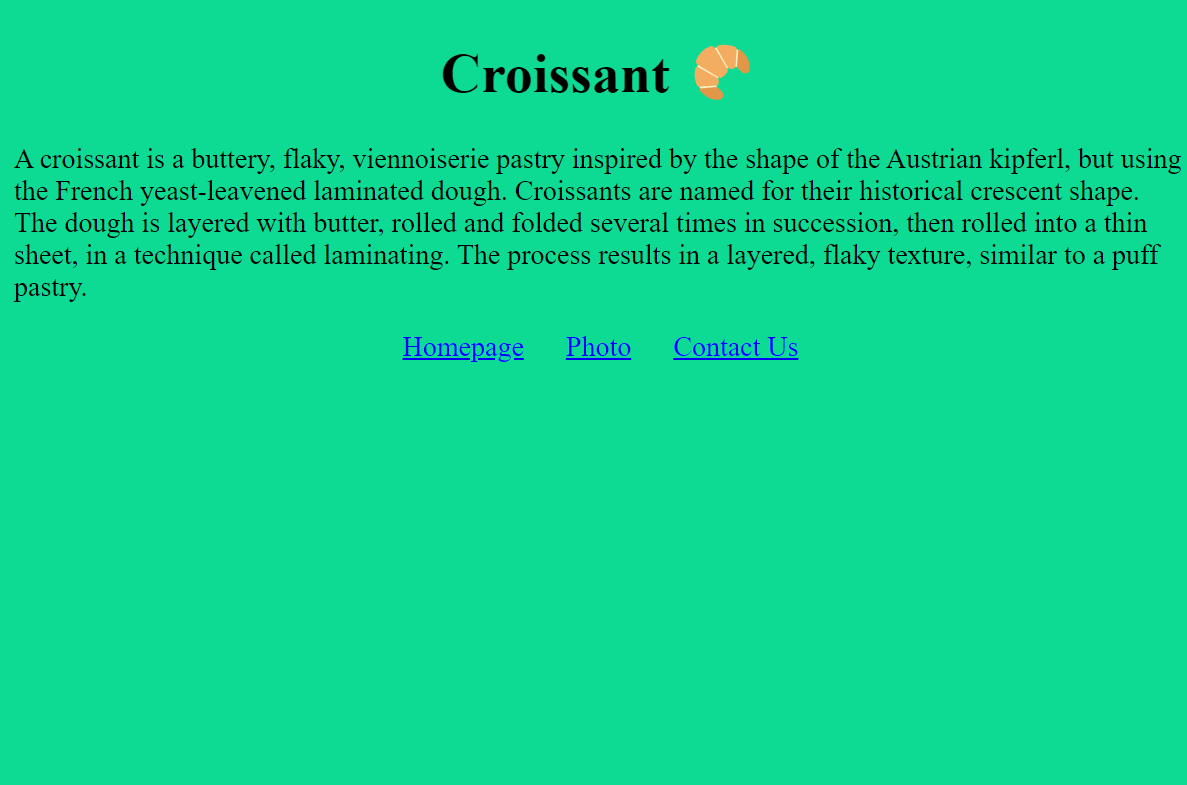 Croissant 🥐
A croissant is a buttery, flaky, viennoiserie pastry inspired by the shape of the Austrian kipferl, but using
the French yeast-leavened laminated dough. Croissants are named for their historical crescent shape.
The dough is layered with butter, rolled and folded several times in succession, then rolled into a thin
sheet, in a technique called laminating. The process results in a layered, flaky texture, similar to a puff
pastry.
Homepage Photo Contact Us